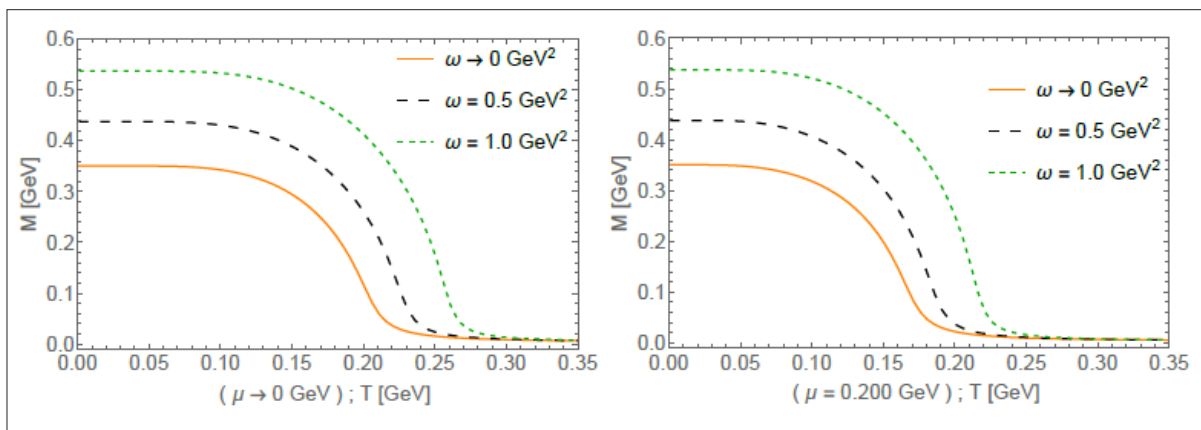 0.6
0.5
0.4
0.3
0.2
0.1
0.0
M [GeV]
ω → 0 GeV²
ω = 0.5 GeV²
ω = 1.0 GeV²
0.00 0.05 0.10 0.15 0.20 0.25 0.30 0.35
( μ → 0 GeV ) ; T [GeV]
0.6
0.5
0.4
0.3
0.2
0.1
0.0
M [GeV]
ω → 0 GeV²
ω = 0.5 GeV²
ω = 1.0 GeV²
0.00 0.05 0.10 0.15 0.20 0.25 0.30 0.35
( μ = 0.200 GeV ) ; T [GeV]